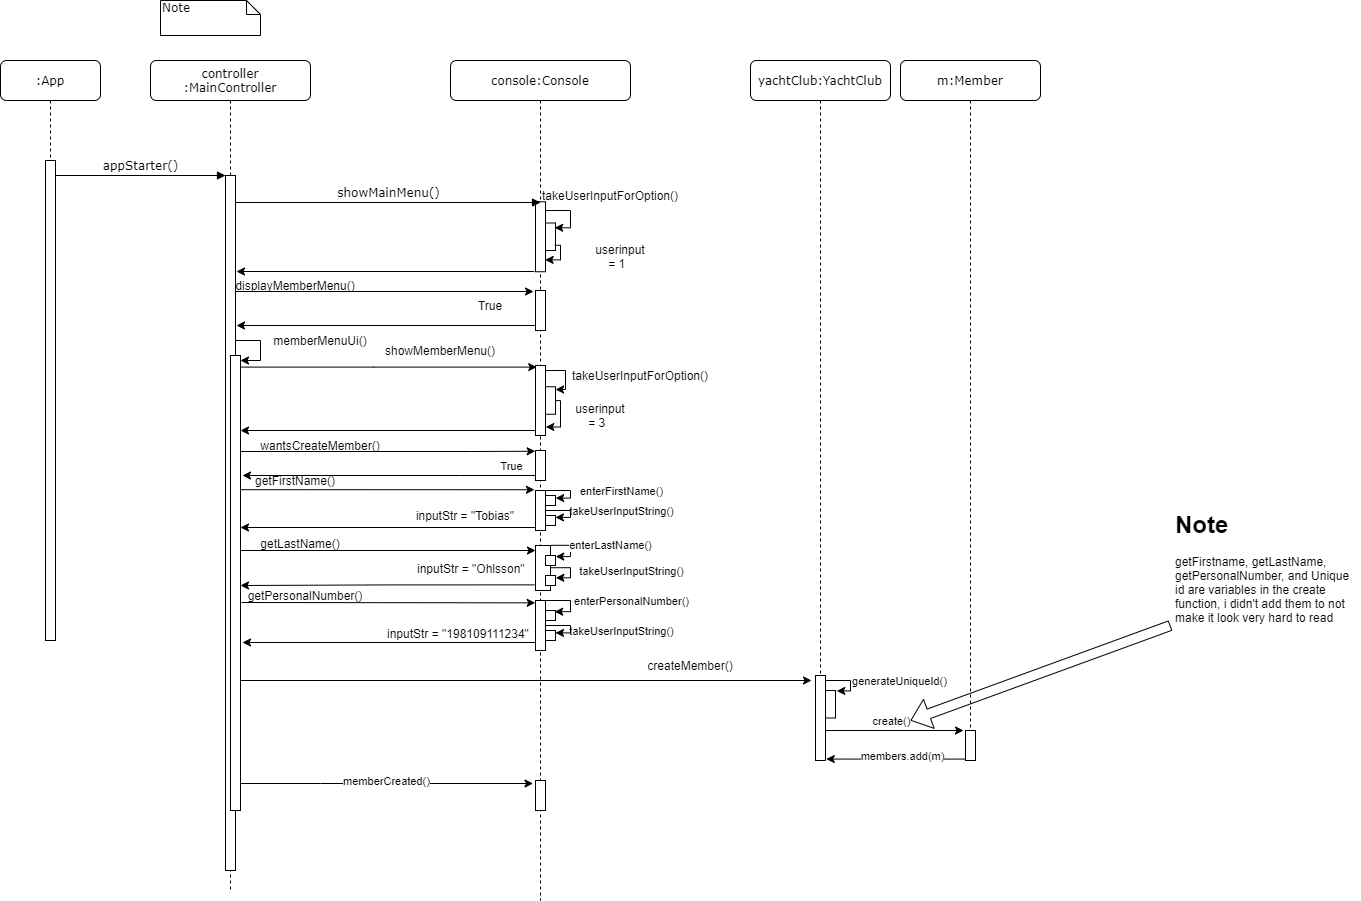 Note
:App
controller
:MainController
console:Console
yachtClub:YachtClub
m:Member
appStarter()
showMainMenu()
takeUserInputForOption()
userinput
= 1
displayMemberMenu()
True
memberMenuUi()
showMemberMenu()
takeUserInputForOption()
userinput
= 3
wantsCreateMember()
True
getFirstName()
enterFirstName()
takeUserInputString()
inputStr = "Tobias"
getLastName()
enterLastName()
inputStr = "Ohlsson"
takeUserInputString()
getPersonalNumber()
enterPersonalNumber()
inputStr = "198109111234"
takeUserInputString()
Note
getFirstname, getLastName,
getPersonalNumber, and Unique
id are variables in the create
function, i didn't add them to not
make it look very hard to read
createMember()
generateUniqueId()
create()
members.add(m)
memberCreated()